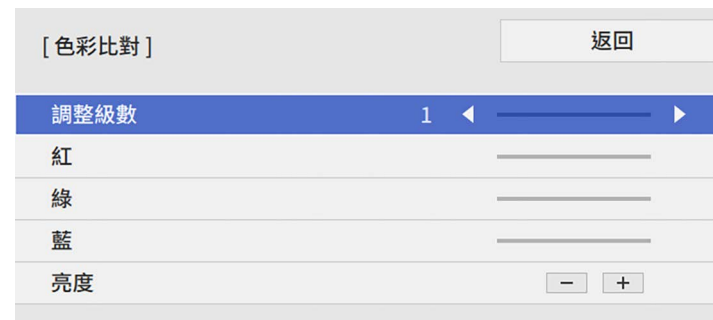 [ 色彩比對 ]
返回
調整級數 1
紅
綠
藍
亮度 − +